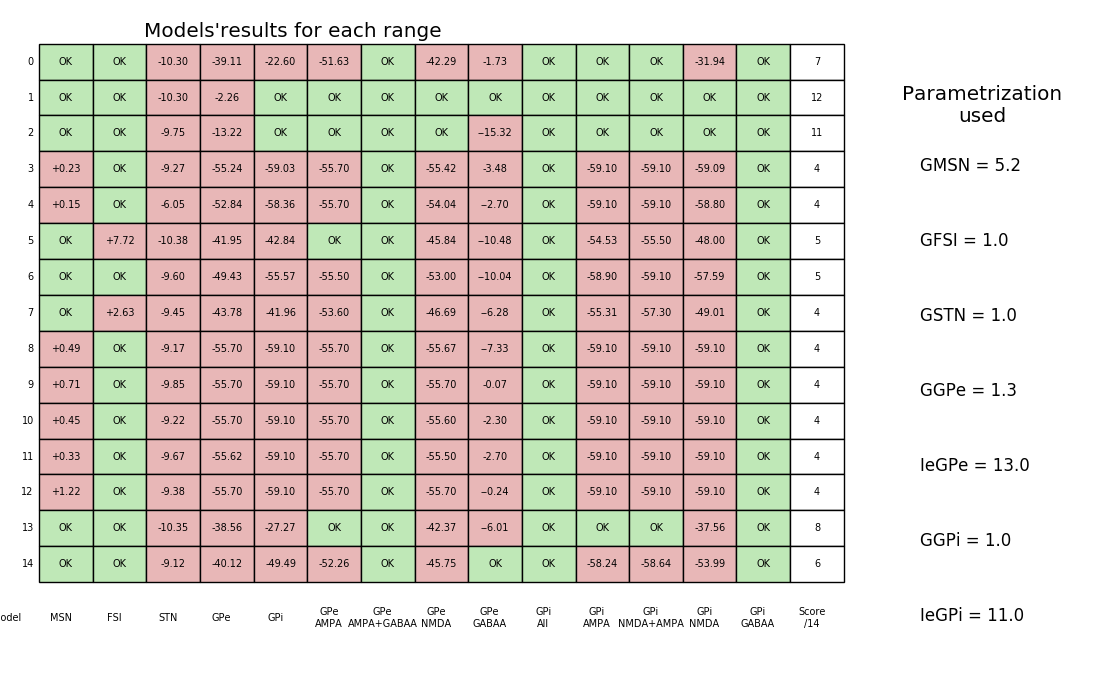 Models'results for each range
0 OK OK -10.30 -39.11 -22.60 -51.63 OK -42.29 -1.73 OK OK OK -31.94 OK 7
1 OK OK -10.30 -2.26 OK OK OK OK OK OK OK OK OK OK 12
2 OK OK -9.75 -13.22 OK OK OK OK --15.32 OK OK OK OK OK 11
3 +0.23 OK -9.27 -55.24 -59.03 -55.70 OK -55.42 -3.48 OK -59.10 -59.10 -59.09 OK 4
4 +0.15 OK -6.05 -52.84 -58.36 -55.70 OK -54.04 --2.70 OK -59.10 -59.10 -58.80 OK 4
5 OK +7.72 -10.38 -41.95 -42.84 OK OK -45.84 --10.48 OK -54.53 -55.50 -48.00 OK 5
6 OK OK -9.60 -49.43 -55.57 -55.50 OK -53.00 --10.04 OK -58.90 -59.10 -57.59 OK 5
7 OK +2.63 -9.45 -43.78 -41.96 -53.60 OK -46.69 --6.28 OK -55.31 -57.30 -49.01 OK 4
8 +0.49 OK -9.17 -55.70 -59.10 -55.70 OK -55.67 --7.33 OK -59.10 -59.10 -59.10 OK 4
9 +0.71 OK -9.85 -55.70 -59.10 -55.70 OK -55.70 -0.07 OK -59.10 -59.10 -59.10 OK 4
10 +0.45 OK -9.22 -55.70 -59.10 -55.70 OK -55.60 -2.30 OK -59.10 -59.10 -59.10 OK 4
11 +0.33 OK -9.67 -55.62 -59.10 -55.70 OK -55.50 -2.70 OK -59.10 -59.10 -59.10 OK 4
12 +1.22 OK -9.38 -55.70 -59.10 -55.70 OK -55.70 --0.24 OK -59.10 -59.10 -59.10 OK 4
13 OK OK -10.35 -38.56 -27.27 OK OK -42.37 --6.01 OK OK OK -37.56 OK 8
14 OK OK -9.12 -40.12 -49.49 -52.26 OK -45.75 OK OK -58.24 -58.64 -53.99 OK 6
odel MSN FSI STN GPe GPi GPe AMPA GPe AMPA+GABAA GPe NMDA GPe GABAA GPi All GPi AMPA GPi NMDA+AMPA GPi NMDA GPi GABAA Score /14
Parametrization
used
GMSN = 5.2
GFSI = 1.0
GSTN = 1.0
GGPe = 1.3
IeGPe = 13.0
GGPi = 1.0
IeGPi = 11.0